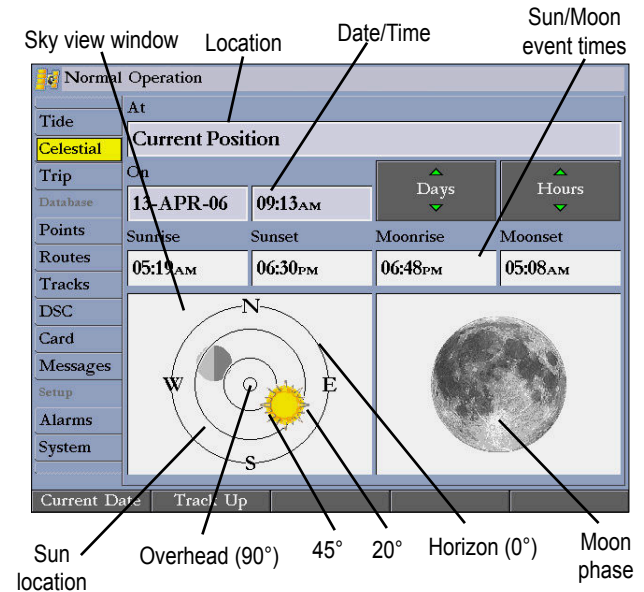 Sky view window
Location
Date/Time
Sun/Moon
event times
Normal Operation
At
Current Position
On
13-APR-06
09:13AM
Days
Hours
Sunrise
Sunset
Moonrise
Moonset
05:19AM
06:30PM
06:48PM
05:08AM
Tide
Celestial
Trip
Database
Points
Routes
Tracks
DSC
Card
Messages
Setup
Alarms
System
N
W
E
S
Current Date
Track Up
Sun
location
Overhead (90°)
45°
20°
Horizon (0°)
Moon
phase